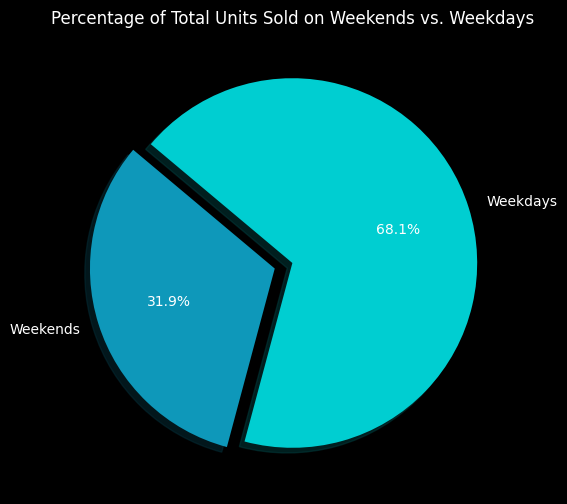 Percentage of Total Units Sold on Weekends vs. Weekdays
Weekdays
68.1%
31.9%
Weekends